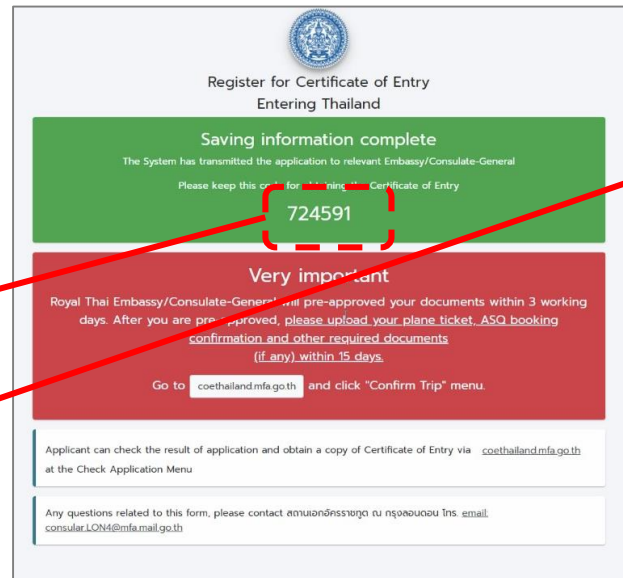 Register for Certificate of Entry
Entering Thailand
Saving information complete
The System has transmitted the application to relevant Embassy/Consulate-General
Please keep this code for obtaining the Certificate of Entry
724591
Very important
Royal Thai Embassy/Consulate-General will pre-approved your documents within 3 working
days. After you are pre-approved, please upload your plane ticket, ASQ booking
confirmation and other required documents
(if any) within 15 days.
Go to coethailand.mfa.go.th and click "Confirm Trip" menu.
Applicant can check the result of application and obtain a copy of Certificate of Entry via coethailand.mfa.go.th
at the Check Application Menu
Any questions related to this form, please contact สถานเอกอัครราชทูต ณ กรุงลอนดอน โทร. email:
consular.LON4@mfa.mail.go.th